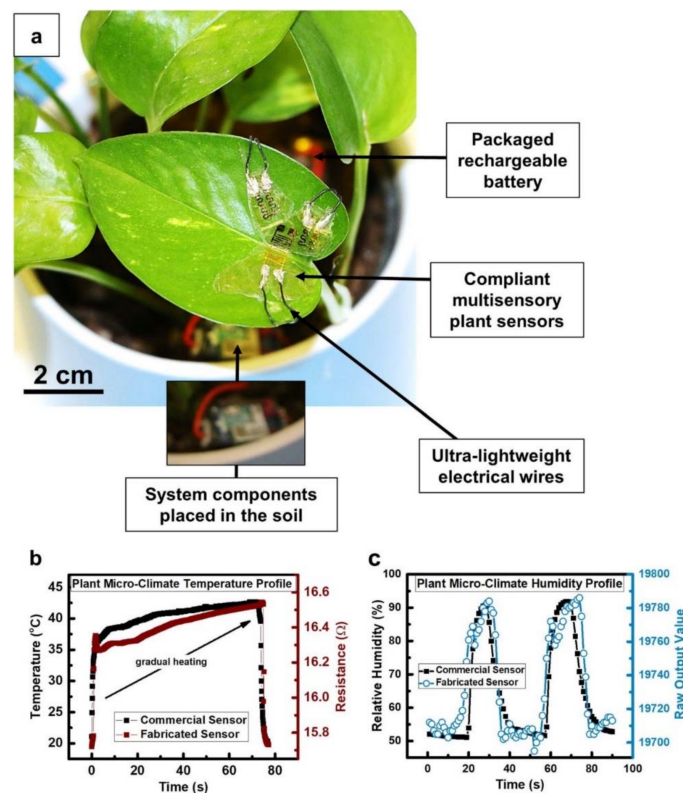 a
Packaged
rechargeable
battery
Compliant
multisensory
plant sensors
2 cm
Ultra-lightweight
electrical wires
System components
placed in the soil
b
Plant Micro-Climate Temperature Profile
45
40
35
30
25
20
Temperature (°C)
16.6
16.4
16.2
16.0
15.8
Resistance (Ω)
gradual heating
Commercial Sensor
Fabricated Sensor
0 20 40 60 80
Time (s)
c
Plant Micro-Climate Humidity Profile
100
90
80
70
60
50
Relative Humidity (%)
19800
19780
19760
19740
19720
19700
Raw Output Value
Commercial Sensor
Fabricated Sensor
0 20 40 60 80 100
Time (s)